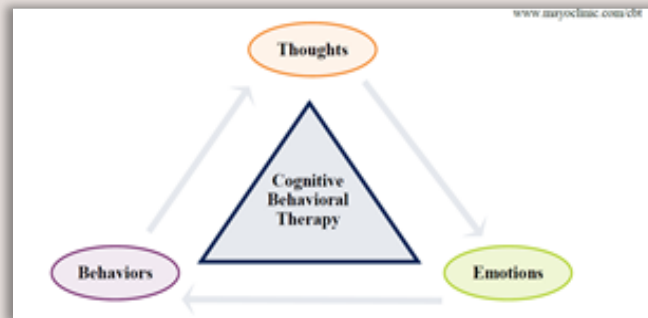 www.mayoclinic.com/cbt
Thoughts
Cognitive
Behavioral
Therapy
Behaviors
Emotions